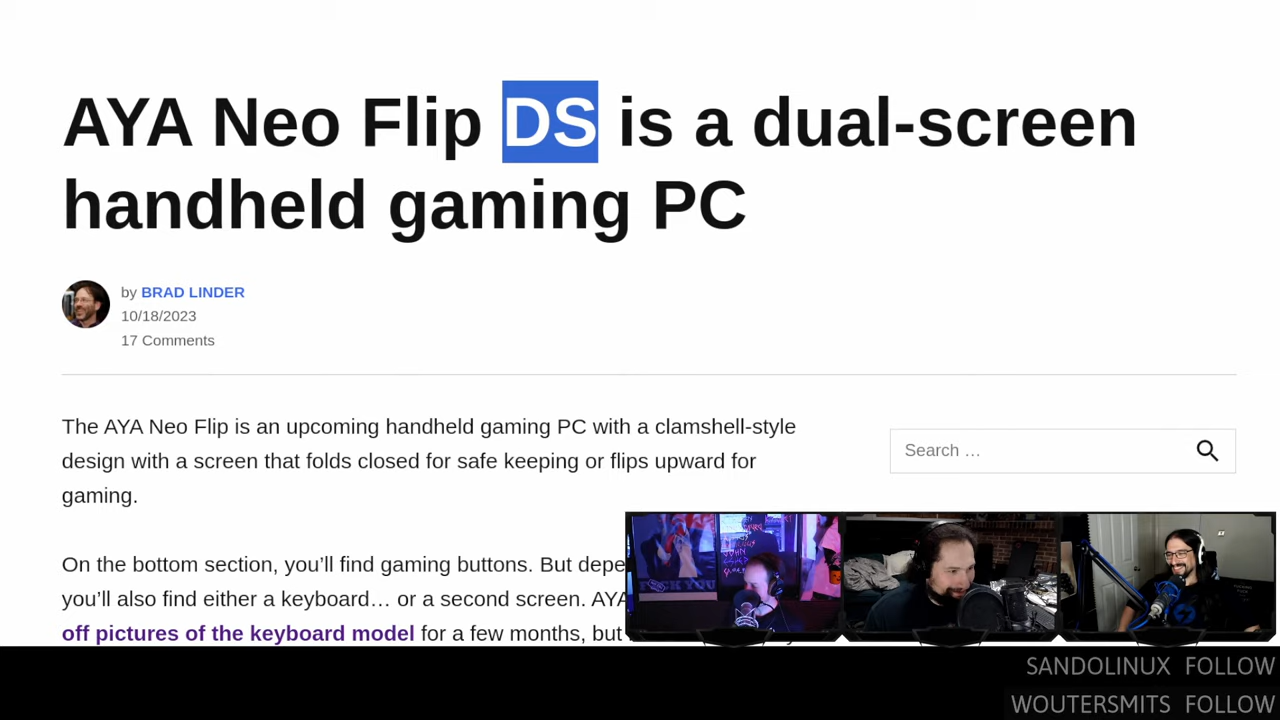 AYA Neo Flip DS is a dual-screen
handheld gaming PC
by BRAD LINDER
10/18/2023
17 Comments
The AYA Neo Flip is an upcoming handheld gaming PC with a clamshell-style
design with a screen that folds closed for safe keeping or flips upward for
gaming.
Search …
On the bottom section, you’ll find gaming buttons. But depe
you’ll also find either a keyboard… or a second screen. AYA
off pictures of the keyboard model for a few months, but
SANDOLINUX FOLLOW
WOUTERSMITS FOLLOW